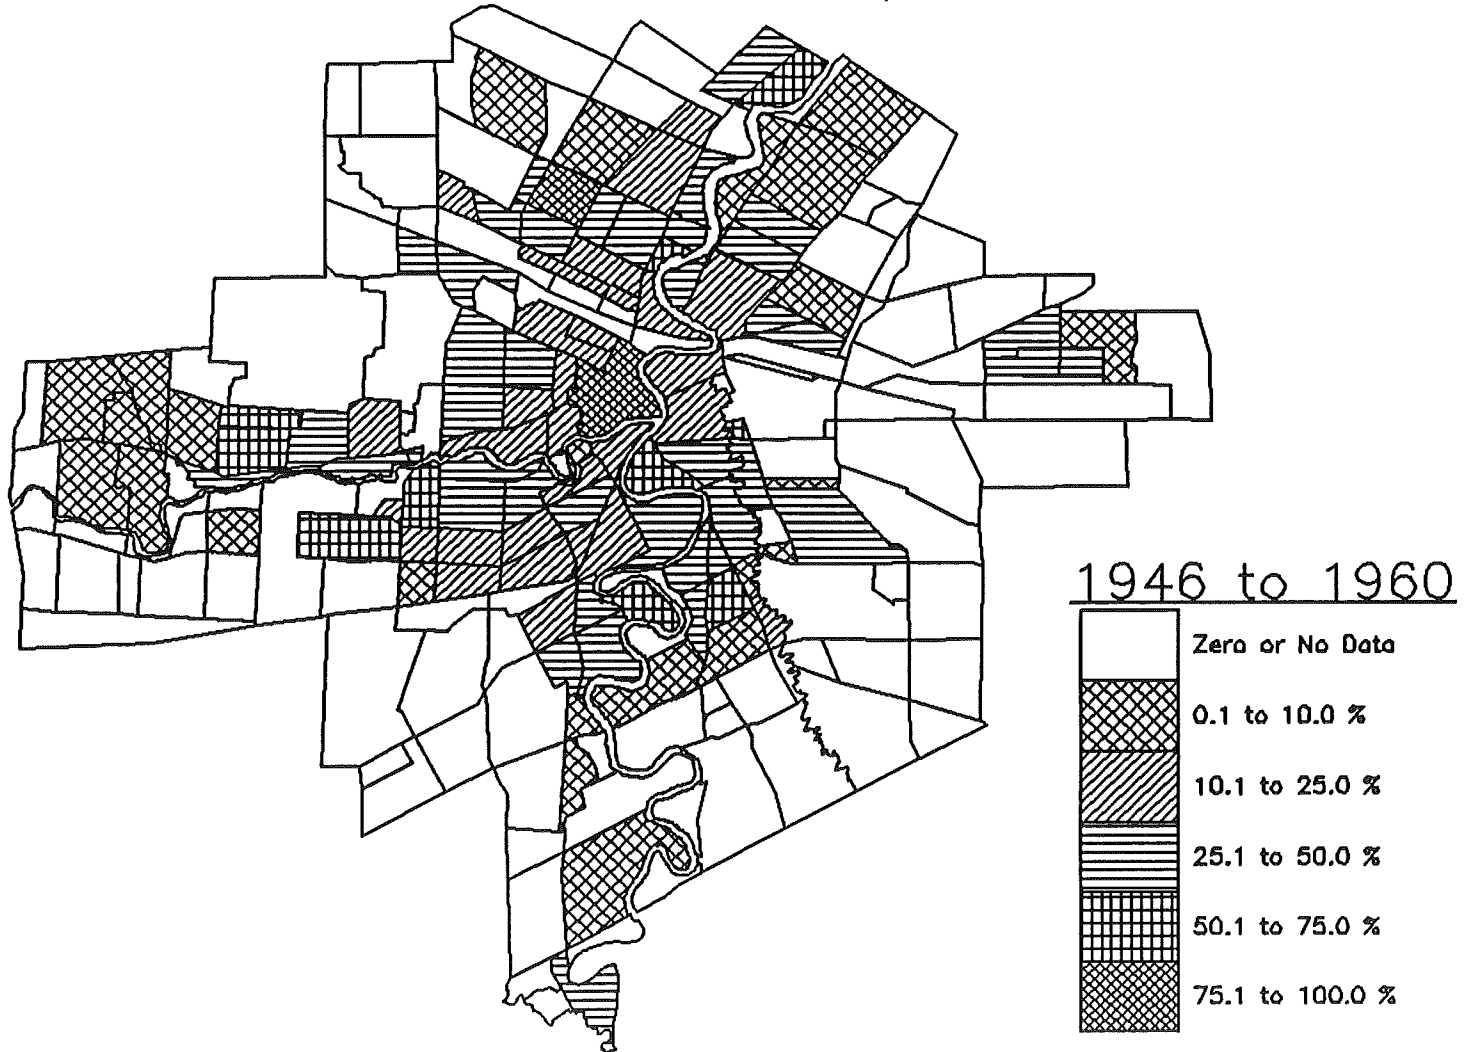 1946 to 1960
Zero or No Data
0.1 to 10.0 %
10.1 to 25.0 %
25.1 to 50.0 %
50.1 to 75.0 %
75.1 to 100.0 %